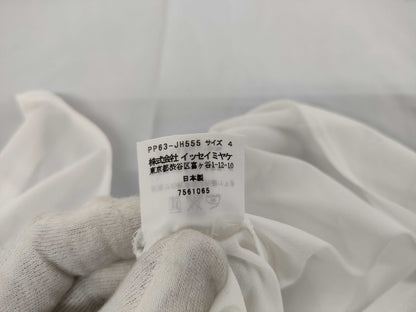 PP63-JH555 サイズ 4
株式会社 イッセイミヤケ
東京都渋谷区富ヶ谷1-12-10
日本製
7561065